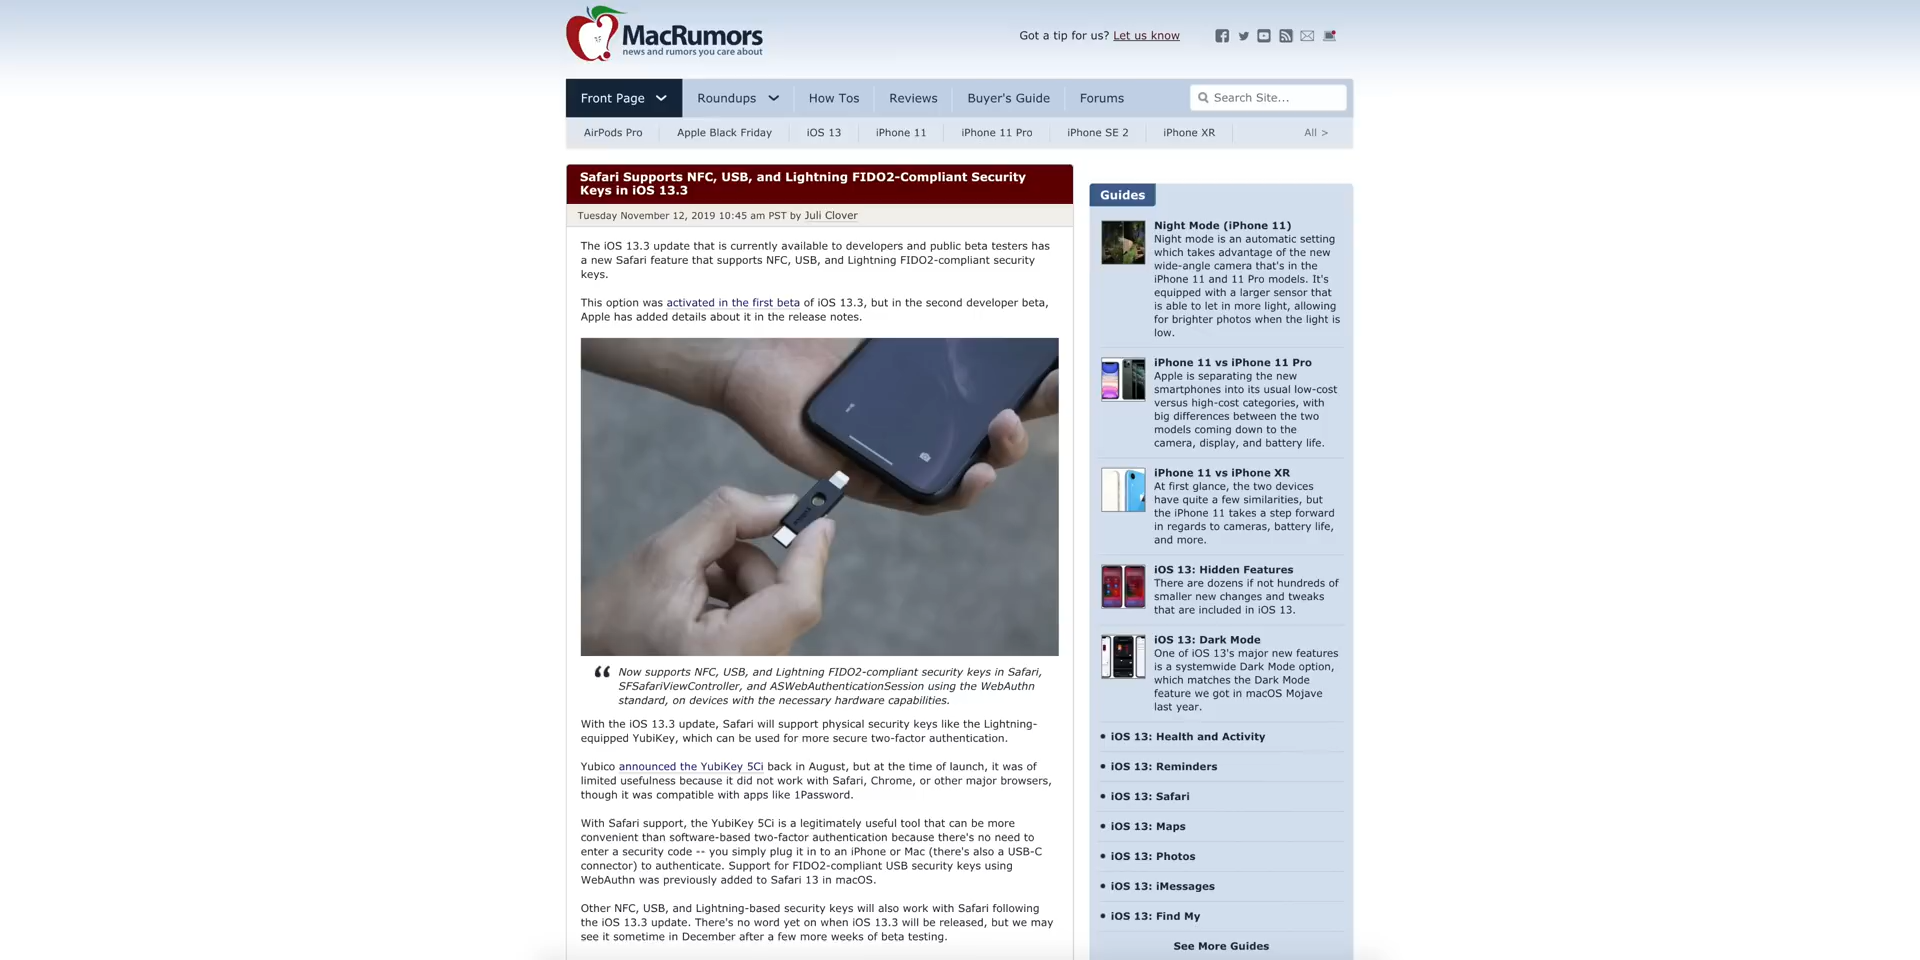 MacRumors
news and rumors you care about
Got a tip for us? Let us know
Front Page
Roundups
How Tos
Reviews
Buyer's Guide
Forums
Search Site...
AirPods Pro
Apple Black Friday
iOS 13
iPhone 11
iPhone 11 Pro
iPhone SE 2
iPhone XR
All >
Safari Supports NFC, USB, and Lightning FIDO2-Compliant Security
Keys in iOS 13.3
Tuesday November 12, 2019 10:45 am PST by Juli Clover
The iOS 13.3 update that is currently available to developers and public beta testers has
a new Safari feature that supports NFC, USB, and Lightning FIDO2-compliant security
keys.
This option was activated in the first beta of iOS 13.3, but in the second developer beta,
Apple has added details about it in the release notes.
Now supports NFC, USB, and Lightning FIDO2-compliant security keys in Safari,
SFSafariViewController, and ASWebAuthenticationSession using the WebAuthn
standard, on devices with the necessary hardware capabilities.
With the iOS 13.3 update, Safari will support physical security keys like the Lightning-
equipped YubiKey, which can be used for more secure two-factor authentication.
Yubico announced the YubiKey 5Ci back in August, but at the time of launch, it was of
limited usefulness because it did not work with Safari, Chrome, or other major browsers,
though it was compatible with apps like 1Password.
With Safari support, the YubiKey 5Ci is a legitimately useful tool that can be more
convenient than software-based two-factor authentication because there's no need to
enter a security code -- you simply plug it in to an iPhone or Mac (there's also a USB-C
connector) to authenticate. Support for FIDO2-compliant USB security keys using
WebAuthn was previously added to Safari 13 in macOS.
Other NFC, USB, and Lightning-based security keys will also work with Safari following
the iOS 13.3 update. There's no word yet on when iOS 13.3 will be released, but we may
see it sometime in December after a few more weeks of beta testing.
Guides
Night Mode (iPhone 11)
Night mode is an automatic setting
which takes advantage of the new
wide-angle camera that's in the
iPhone 11 and 11 Pro models. It's
equipped with a larger sensor that
is able to let in more light, allowing
for brighter photos when the light is
low.
iPhone 11 vs iPhone 11 Pro
Apple is separating the new
smartphones into its usual low-cost
versus high-cost categories, with
big differences between the two
models coming down to the
camera, display, and battery life.
iPhone 11 vs iPhone XR
At first glance, the two devices
have quite a few similarities, but
the iPhone 11 takes a step forward
in regards to cameras, battery life,
and more.
iOS 13: Hidden Features
There are dozens if not hundreds of
smaller new changes and tweaks
that are included in iOS 13.
iOS 13: Dark Mode
One of iOS 13's major new features
is a systemwide Dark Mode option,
which matches the Dark Mode
feature we got in macOS Mojave
last year.
• iOS 13: Health and Activity
• iOS 13: Reminders
• iOS 13: Safari
• iOS 13: Maps
• iOS 13: Photos
• iOS 13: iMessages
• iOS 13: Find My
See More Guides